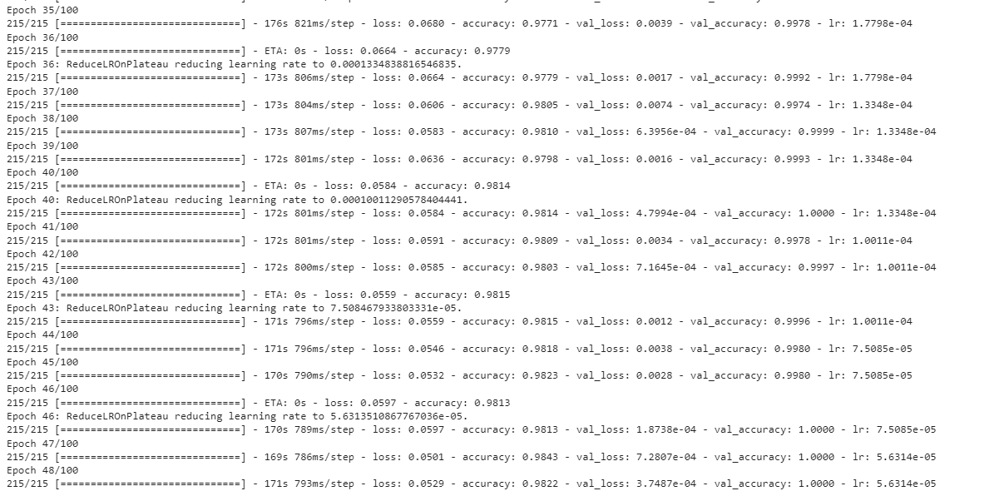 Epoch 35/100
215/215 [==============================] - 176s 821ms/step - loss: 0.0680 - accuracy: 0.9771 - val_loss: 0.0039 - val_accuracy: 0.9978 - lr: 1.7798e-04
Epoch 36/100
215/215 [==============================] - ETA: 0s - loss: 0.0664 - accuracy: 0.9779
Epoch 36: ReduceLROnPlateau reducing learning rate to 0.0001334838816546835.
215/215 [==============================] - 173s 806ms/step - loss: 0.0664 - accuracy: 0.9779 - val_loss: 0.0017 - val_accuracy: 0.9992 - lr: 1.7798e-04
Epoch 37/100
215/215 [==============================] - 173s 804ms/step - loss: 0.0606 - accuracy: 0.9805 - val_loss: 0.0074 - val_accuracy: 0.9974 - lr: 1.3348e-04
Epoch 38/100
215/215 [==============================] - 173s 807ms/step - loss: 0.0583 - accuracy: 0.9810 - val_loss: 6.3956e-04 - val_accuracy: 0.9999 - lr: 1.3348e-04
Epoch 39/100
215/215 [==============================] - 172s 801ms/step - loss: 0.0636 - accuracy: 0.9798 - val_loss: 0.0016 - val_accuracy: 0.9993 - lr: 1.3348e-04
Epoch 40/100
215/215 [==============================] - ETA: 0s - loss: 0.0584 - accuracy: 0.9814
Epoch 40: ReduceLROnPlateau reducing learning rate to 0.00010011290578404441.
215/215 [==============================] - 172s 801ms/step - loss: 0.0584 - accuracy: 0.9814 - val_loss: 4.7994e-04 - val_accuracy: 1.0000 - lr: 1.3348e-04
Epoch 41/100
215/215 [==============================] - 172s 801ms/step - loss: 0.0591 - accuracy: 0.9809 - val_loss: 0.0034 - val_accuracy: 0.9978 - lr: 1.0011e-04
Epoch 42/100
215/215 [==============================] - 172s 800ms/step - loss: 0.0585 - accuracy: 0.9803 - val_loss: 7.1645e-04 - val_accuracy: 0.9997 - lr: 1.0011e-04
Epoch 43/100
215/215 [==============================] - ETA: 0s - loss: 0.0559 - accuracy: 0.9815
Epoch 43: ReduceLROnPlateau reducing learning rate to 7.508467933803331e-05.
215/215 [==============================] - 171s 796ms/step - loss: 0.0559 - accuracy: 0.9815 - val_loss: 0.0012 - val_accuracy: 0.9996 - lr: 1.0011e-04
Epoch 44/100
215/215 [==============================] - 171s 796ms/step - loss: 0.0546 - accuracy: 0.9818 - val_loss: 0.0038 - val_accuracy: 0.9980 - lr: 7.5085e-05
Epoch 45/100
215/215 [==============================] - 170s 790ms/step - loss: 0.0532 - accuracy: 0.9823 - val_loss: 0.0028 - val_accuracy: 0.9980 - lr: 7.5085e-05
Epoch 46/100
215/215 [==============================] - ETA: 0s - loss: 0.0597 - accuracy: 0.9813
Epoch 46: ReduceLROnPlateau reducing learning rate to 5.6313510867767036e-05.
215/215 [==============================] - 170s 789ms/step - loss: 0.0597 - accuracy: 0.9813 - val_loss: 1.8738e-04 - val_accuracy: 1.0000 - lr: 7.5085e-05
Epoch 47/100
215/215 [==============================] - 169s 786ms/step - loss: 0.0501 - accuracy: 0.9843 - val_loss: 7.2807e-04 - val_accuracy: 1.0000 - lr: 5.6314e-05
Epoch 48/100
215/215 [==============================] - 171s 793ms/step - loss: 0.0529 - accuracy: 0.9822 - val_loss: 3.7487e-04 - val_accuracy: 1.0000 - lr: 5.6314e-05